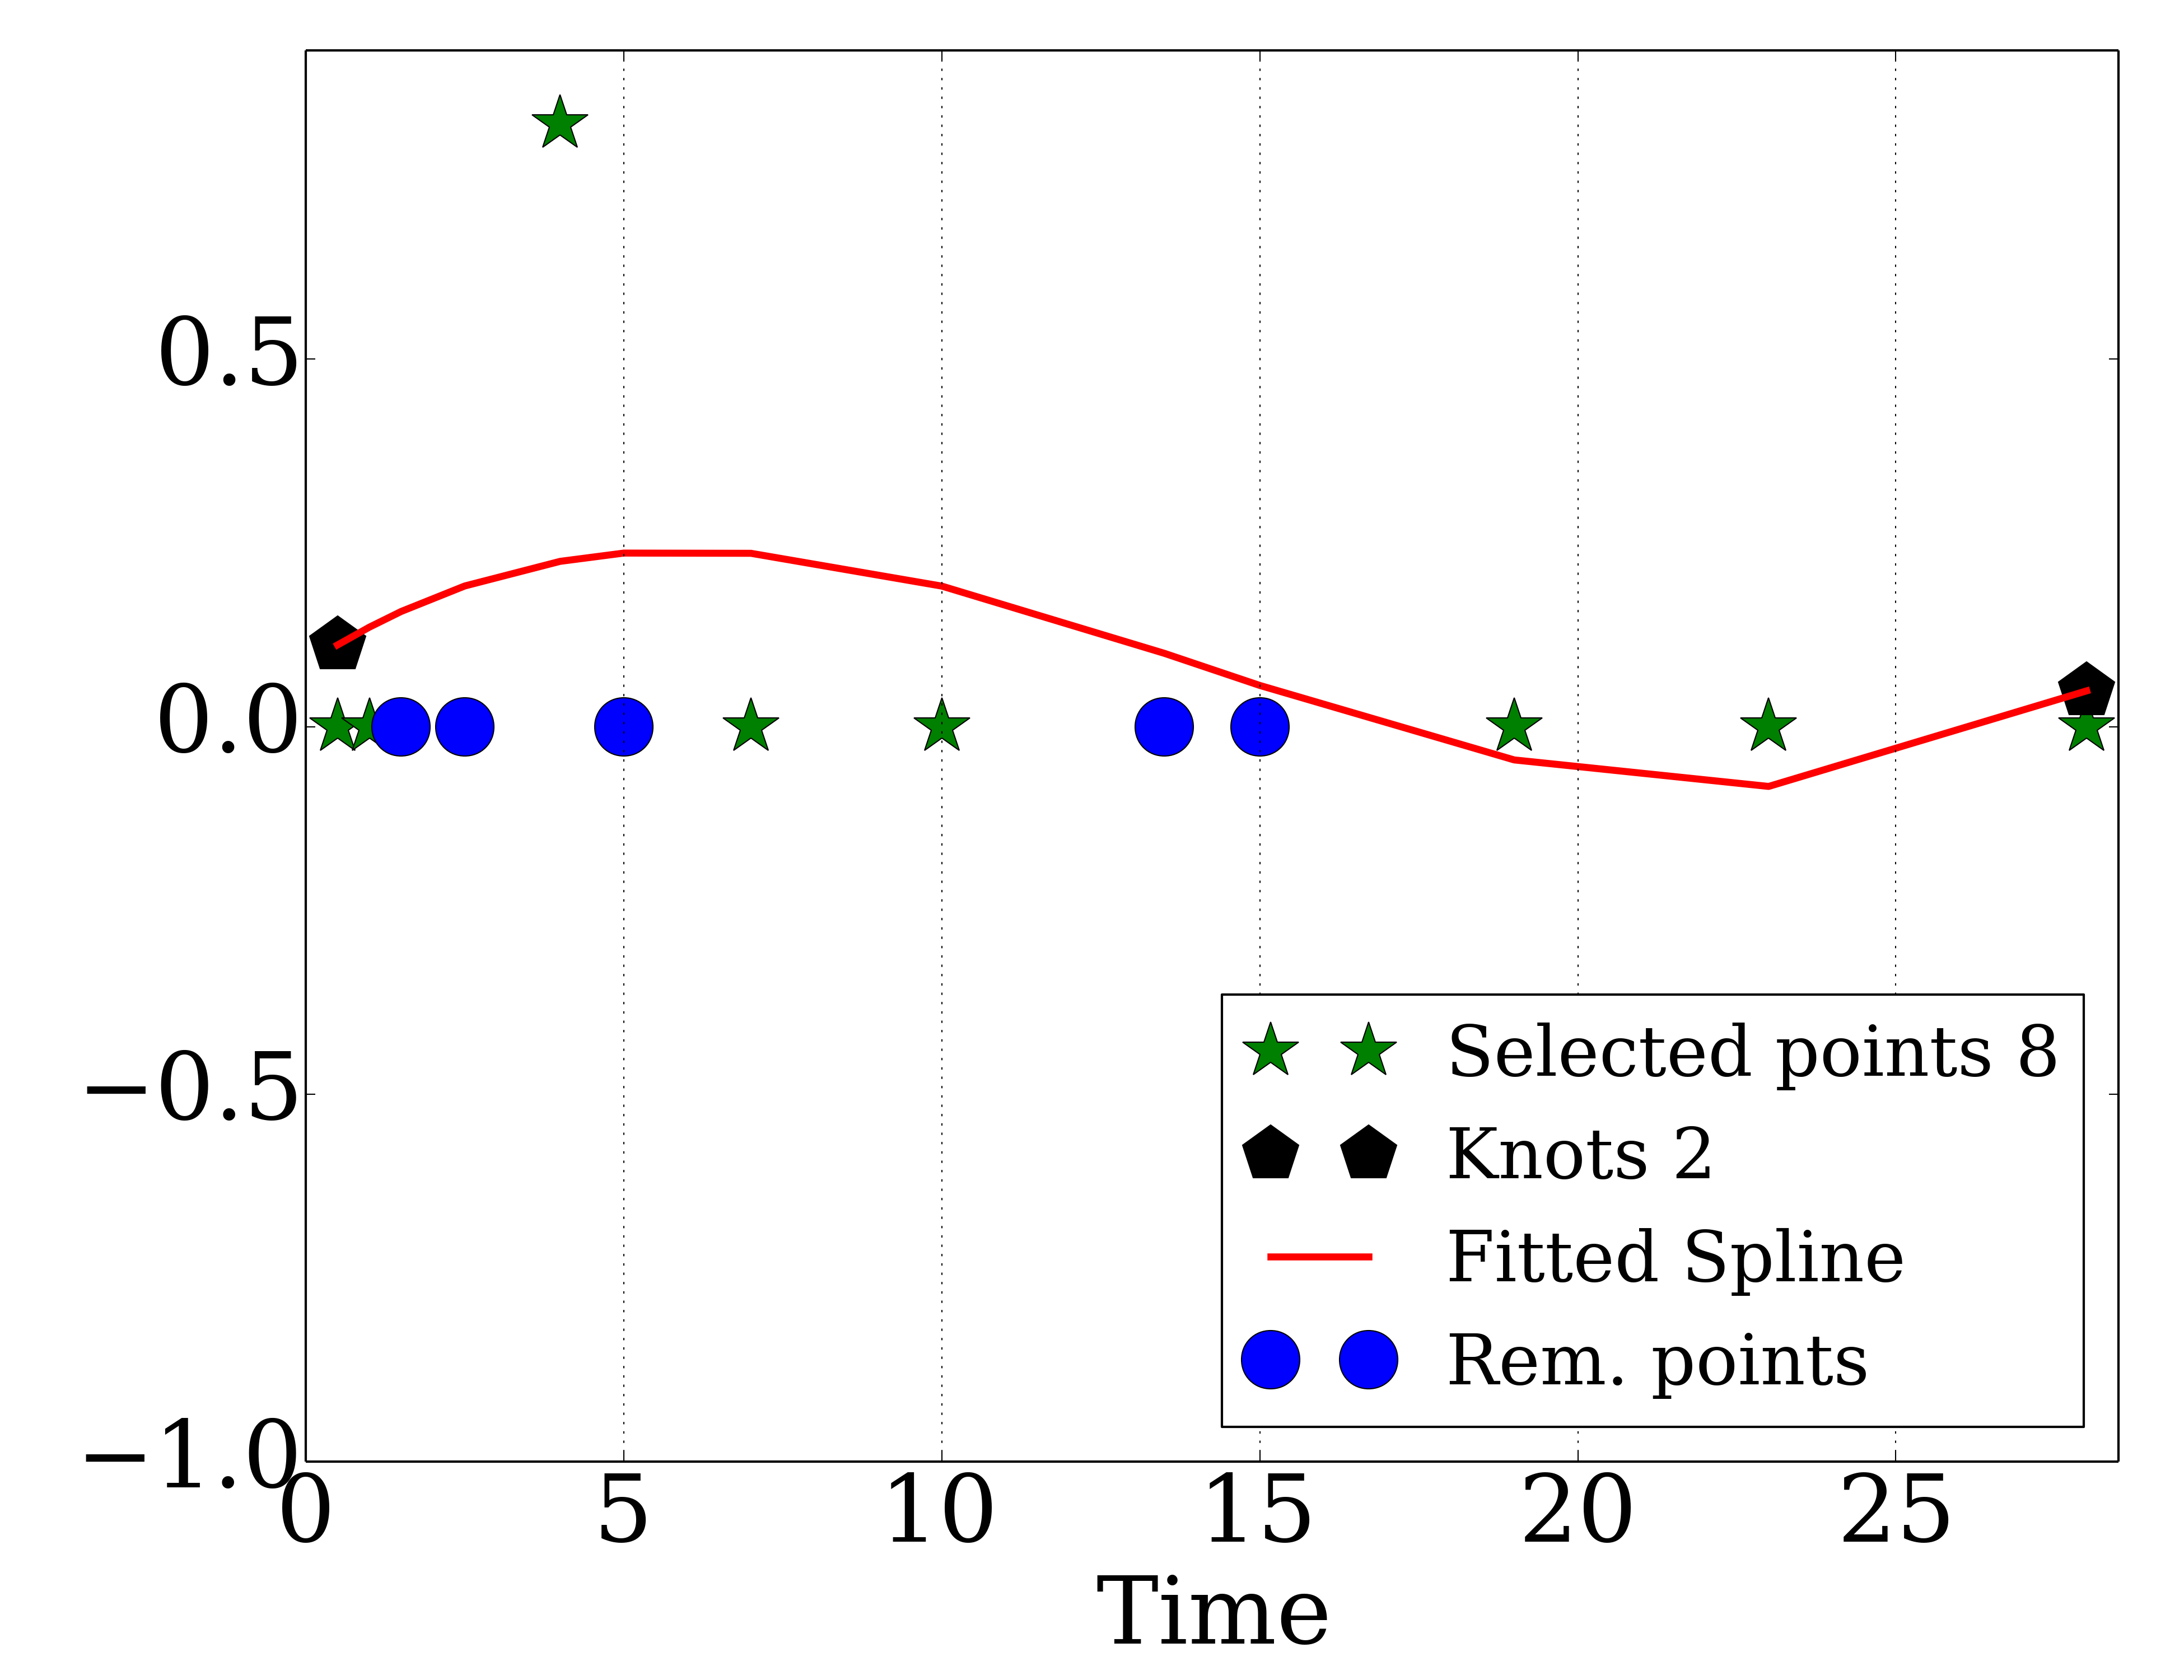 0.5
0.0
−0.5
−1.0
0 5 10 15 20 25
Time
Selected points 8
Knots 2
Fitted Spline
Rem. points